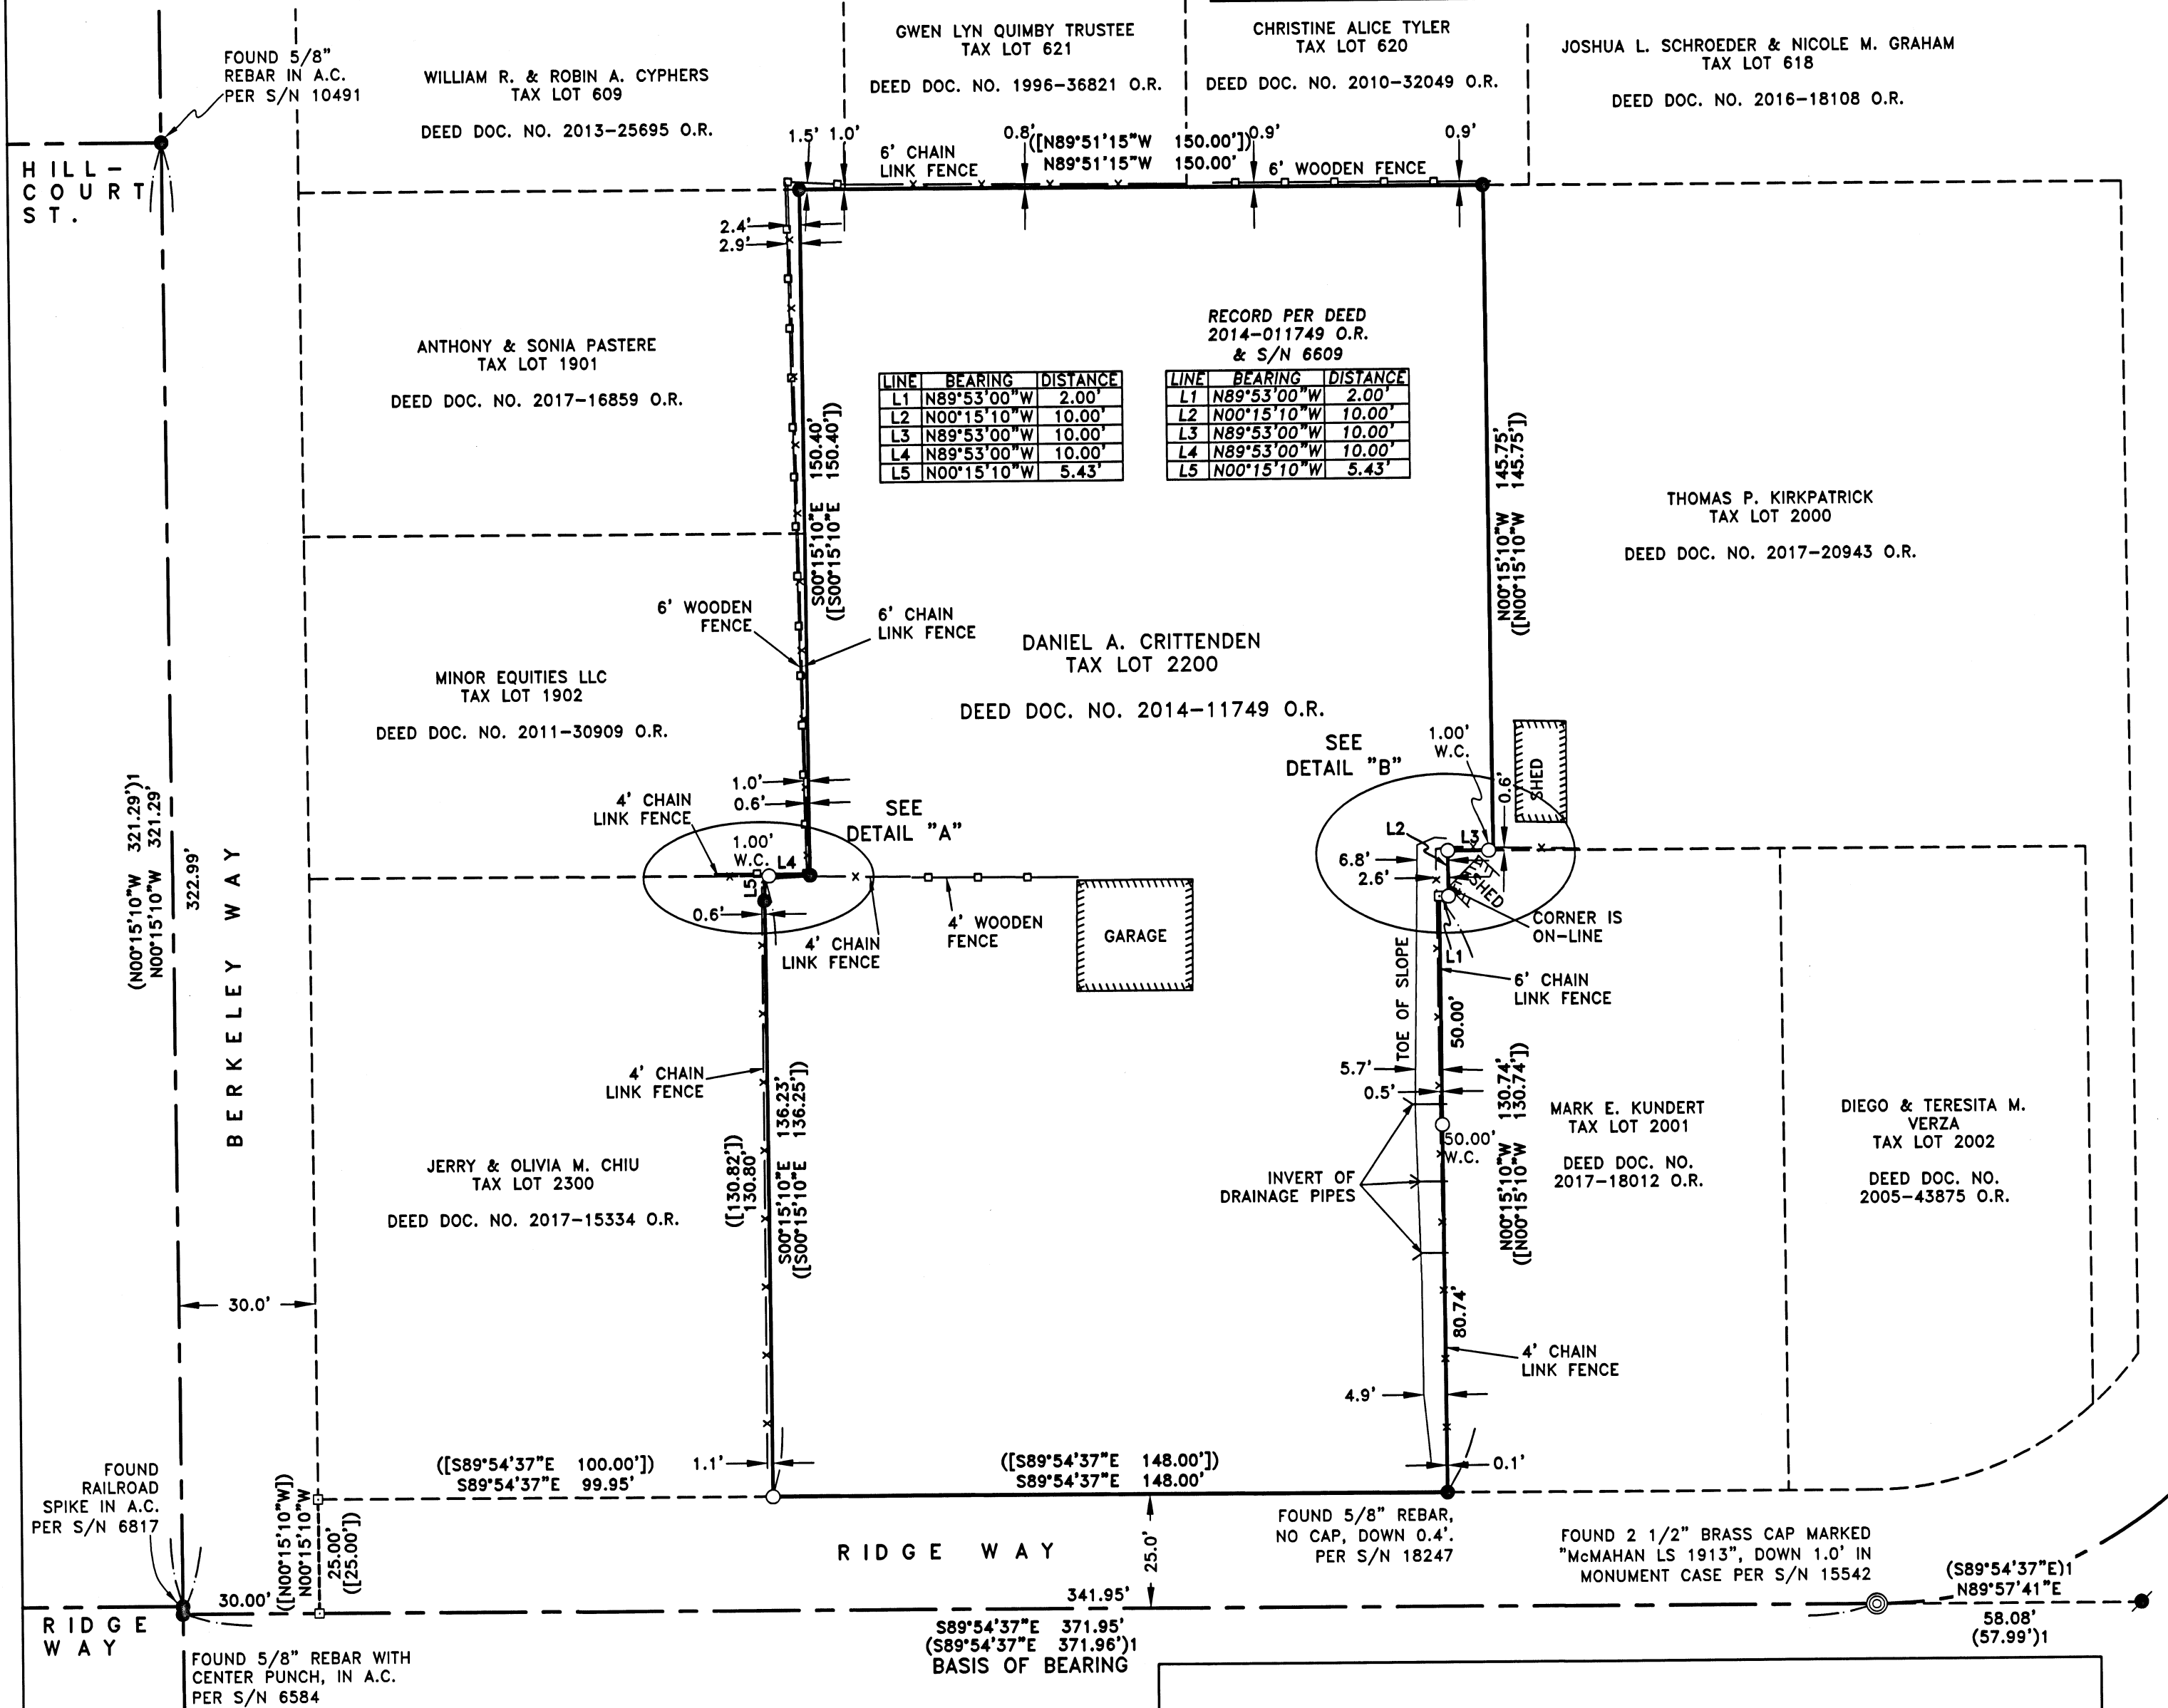 FOUND 5/8"
REBAR IN A.C.
PER S/N 10491
HILL-
COURT
ST.
WILLIAM R. & ROBIN A. CYPHERS
TAX LOT 609
DEED DOC. NO. 2013-25695 O.R.
GWEN LYN QUIMBY TRUSTEE
TAX LOT 621
DEED DOC. NO. 1996-36821 O.R.
CHRISTINE ALICE TYLER
TAX LOT 620
DEED DOC. NO. 2010-32049 O.R.
JOSHUA L. SCHROEDER & NICOLE M. GRAHAM
TAX LOT 618
DEED DOC. NO. 2016-18108 O.R.
1.5' 1.0'
6' CHAIN
LINK FENCE
0.8'
([N89°51'15"W 150.00'])
N89°51'15"W 150.00'
0.9'
6' WOODEN FENCE
0.9'
2.4'
2.9'
ANTHONY & SONIA PASTERE
TAX LOT 1901
DEED DOC. NO. 2017-16859 O.R.
S00°15'10"E 150.40'
([S00°15'10"E 150.40'])
LINE BEARING DISTANCE
L1 N89°53'00"W 2.00'
L2 N00°15'10"W 10.00'
L3 N89°53'00"W 10.00'
L4 N89°53'00"W 10.00'
L5 N00°15'10"W 5.43'
RECORD PER DEED
2014-011749 O.R.
& S/N 6609
LINE BEARING DISTANCE
L1 N89°53'00"W 2.00'
L2 N00°15'10"W 10.00'
L3 N89°53'00"W 10.00'
L4 N89°53'00"W 10.00'
L5 N00°15'10"W 5.43'
N00°15'10"W 145.75'
([N00°15'10"W 145.75'])
THOMAS P. KIRKPATRICK
TAX LOT 2000
DEED DOC. NO. 2017-20943 O.R.
6' WOODEN
FENCE
6' CHAIN
LINK FENCE
DANIEL A. CRITTENDEN
TAX LOT 2200
DEED DOC. NO. 2014-11749 O.R.
MINOR EQUITIES LLC
TAX LOT 1902
DEED DOC. NO. 2011-30909 O.R.
1.0'
0.6'
4' CHAIN
LINK FENCE
SEE
DETAIL "A"
1.00'
W.C.
L4
L5
0.6'
4' CHAIN
LINK FENCE
4' WOODEN
FENCE
GARAGE
SEE
DETAIL "B"
1.00'
W.C.
SHED
0.6'
L2
L3
6.8'
2.6'
SHED
CORNER IS
ON-LINE
L1
TOE OF SLOPE
6' CHAIN
LINK FENCE
50.00'
(N00°15'10"W 321.29')1
N00°15'10"W 321.29'
322.99'
BERKELEY WAY
4' CHAIN
LINK FENCE
JERRY & OLIVIA M. CHIU
TAX LOT 2300
DEED DOC. NO. 2017-15334 O.R.
([130.82'])
130.80'
S00°15'10"E 136.23'
([S00°15'10"E 136.25'])
5.7'
0.5'
50.00'
W.C.
INVERT OF
DRAINAGE PIPES
N00°15'10"W 130.74'
([N00°15'10"W 130.74'])
MARK E. KUNDERT
TAX LOT 2001
DEED DOC. NO.
2017-18012 O.R.
DIEGO & TERESITA M.
VERZA
TAX LOT 2002
DEED DOC. NO.
2005-43875 O.R.
30.0'
80.74'
4' CHAIN
LINK FENCE
4.9'
0.1'
([S89°54'37"E 100.00'])
S89°54'37"E 99.95'
1.1'
([S89°54'37"E 148.00'])
S89°54'37"E 148.00'
FOUND
RAILROAD
SPIKE IN A.C.
PER S/N 6817
([N00°15'10"W])
N00°15'10"W
25.00'
([25.00'])
RIDGE WAY
25.0'
FOUND 5/8" REBAR,
NO CAP, DOWN 0.4'.
PER S/N 18247
FOUND 2 1/2" BRASS CAP MARKED
"McMAHAN LS 1913", DOWN 1.0' IN
MONUMENT CASE PER S/N 15542
(S89°54'37"E)1
N89°57'41"E
58.08'
(57.99')1
30.00'
341.95'
S89°54'37"E 371.95'
(S89°54'37"E 371.96')1
BASIS OF BEARING
RIDGE
WAY
FOUND 5/8" REBAR WITH
CENTER PUNCH, IN A.C.
PER S/N 6584